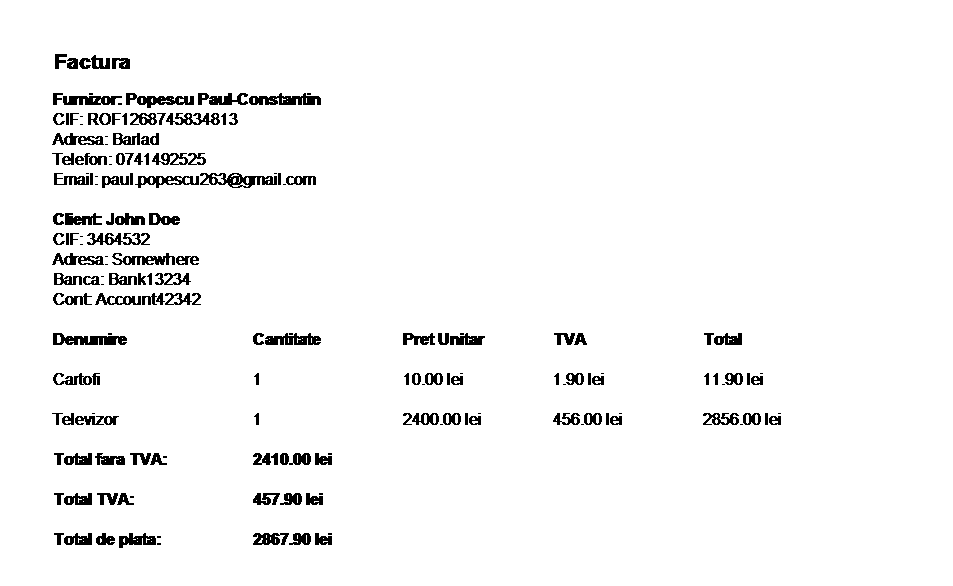 Factura
Furnizor: Popescu Paul-Constantin
CIF: ROF1268745834813
Adresa: Barlad
Telefon: 0741492525
Email: paul.popescu263@gmail.com
Client: John Doe
CIF: 3464532
Adresa: Somewhere
Banca: Bank13234
Cont: Account42342
Denumire Cantitate Pret Unitar TVA Total
Cartofi 1 10.00 lei 1.90 lei 11.90 lei
Televizor 1 2400.00 lei 456.00 lei 2856.00 lei
Total fara TVA: 2410.00 lei
Total TVA: 457.90 lei
Total de plata: 2867.90 lei